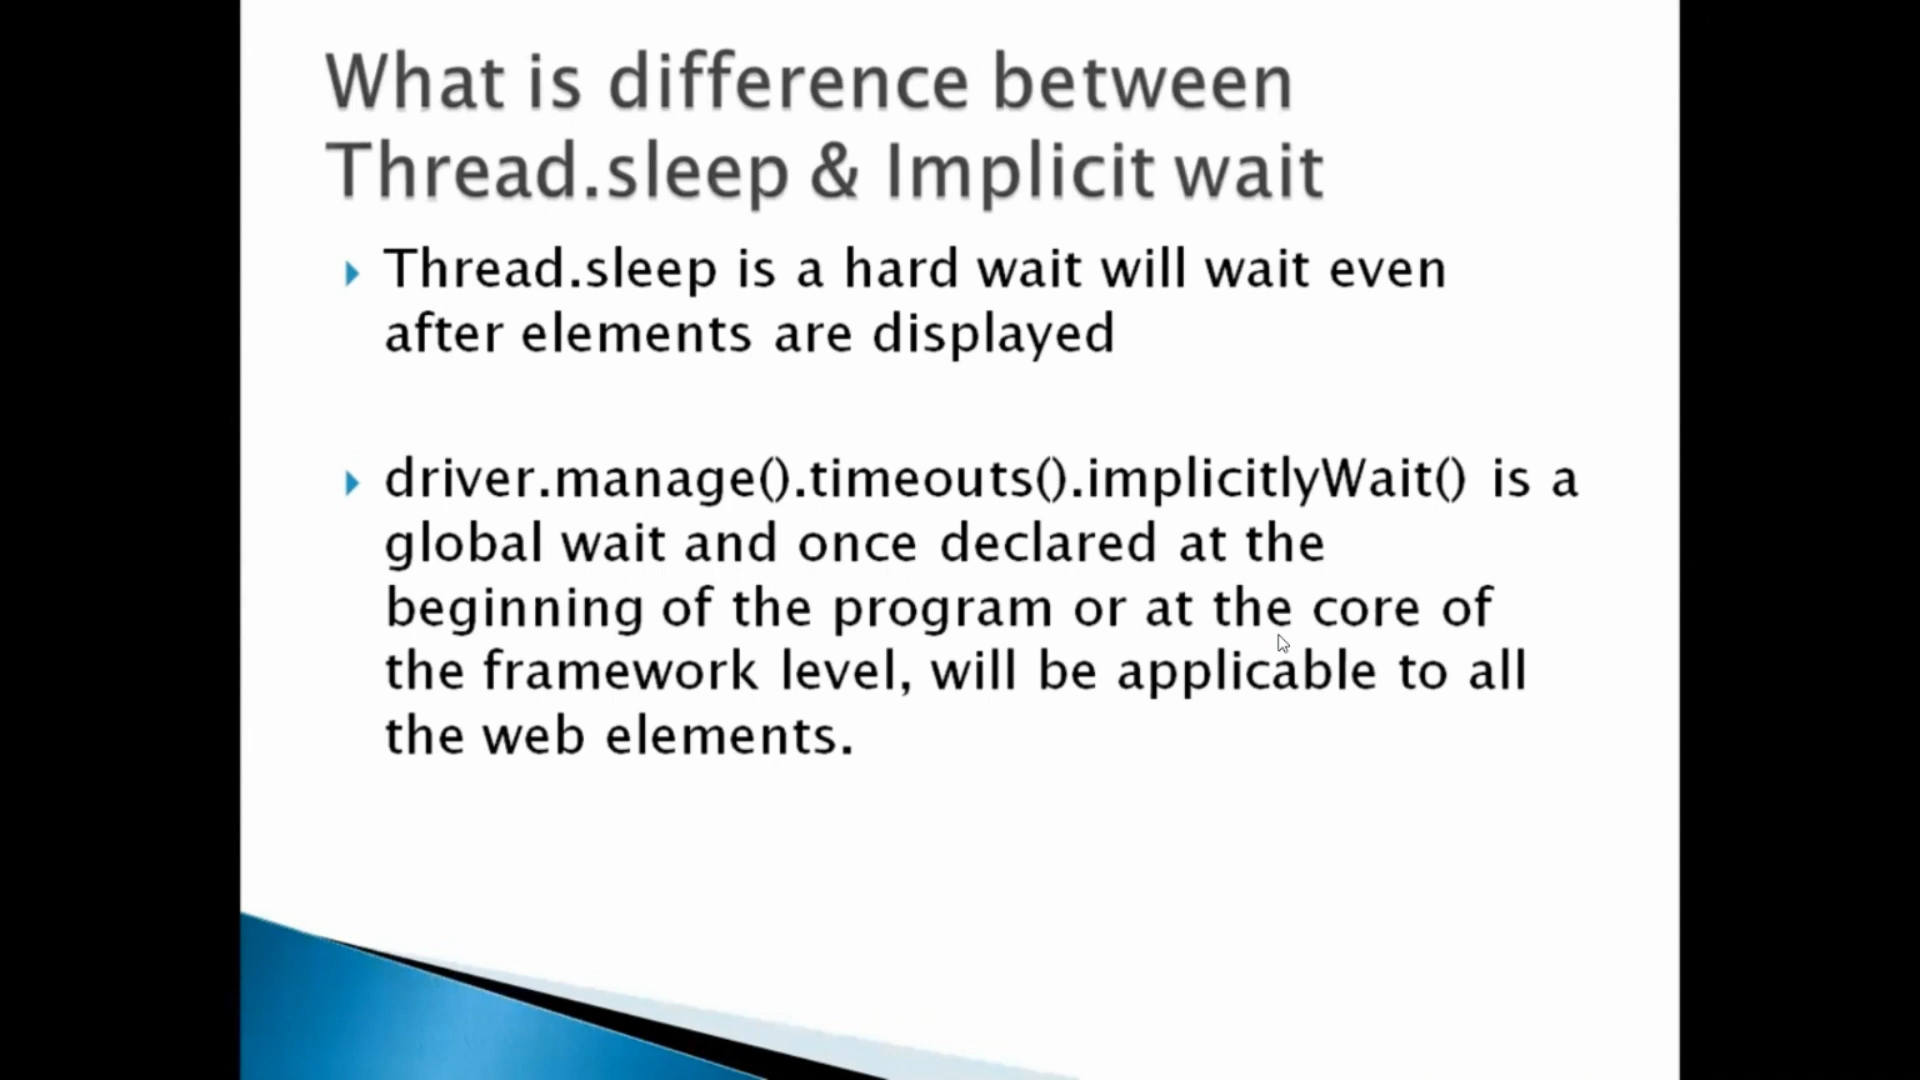 What is difference between
Thread.sleep & Implicit wait
Thread.sleep is a hard wait will wait even
after elements are displayed
driver.manage().timeouts().implicitlyWait() is a
global wait and once declared at the
beginning of the program or at the core of
the framework level, will be applicable to all
the web elements.